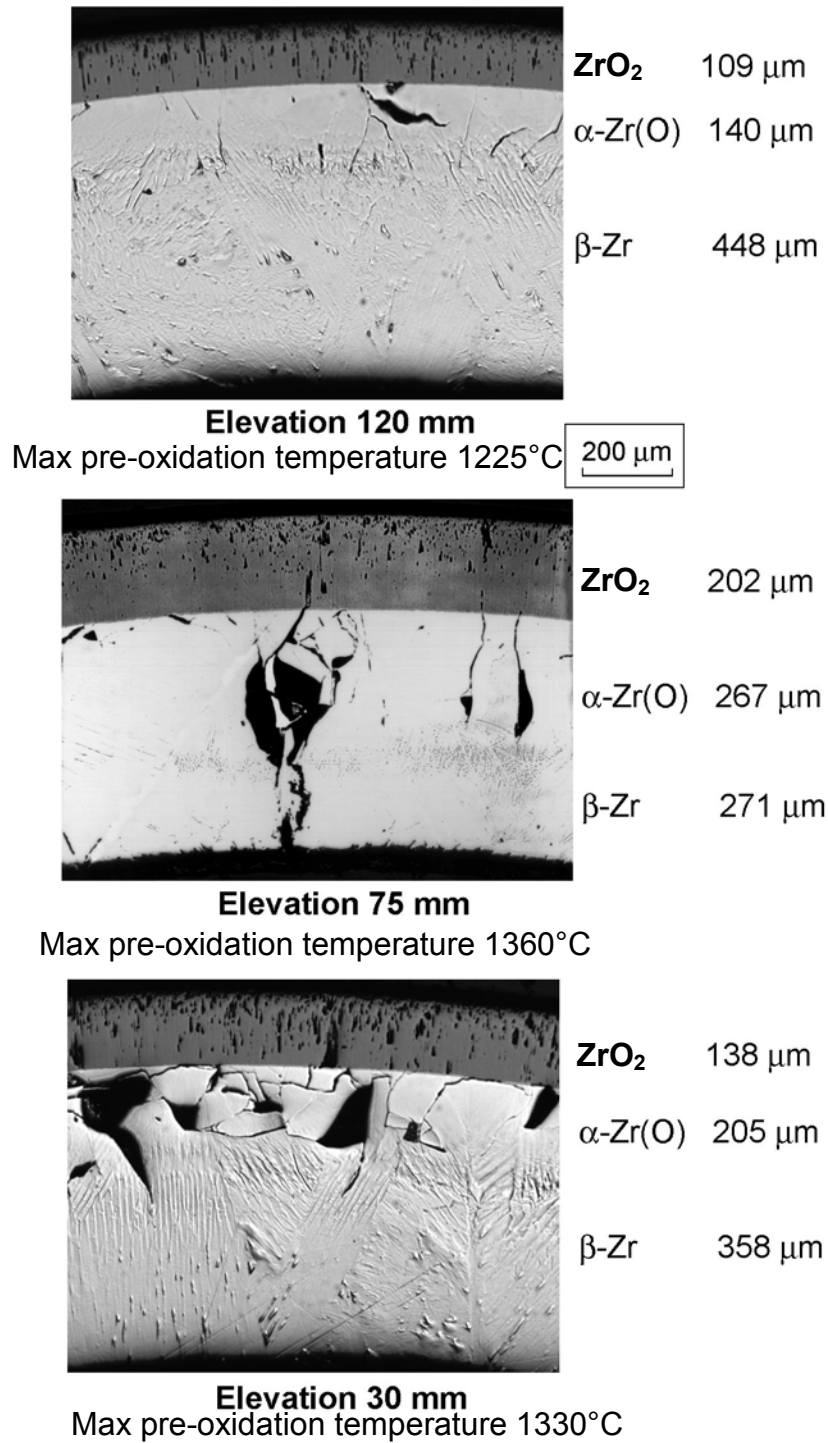 ZrO₂ 109 μm
α-Zr(O) 140 μm
β-Zr 448 μm
Elevation 120 mm
Max pre-oxidation temperature 1225°C
200 μm
ZrO₂ 202 μm
α-Zr(O) 267 μm
β-Zr 271 μm
Elevation 75 mm
Max pre-oxidation temperature 1360°C
ZrO₂ 138 μm
α-Zr(O) 205 μm
β-Zr 358 μm
Elevation 30 mm
Max pre-oxidation temperature 1330°C